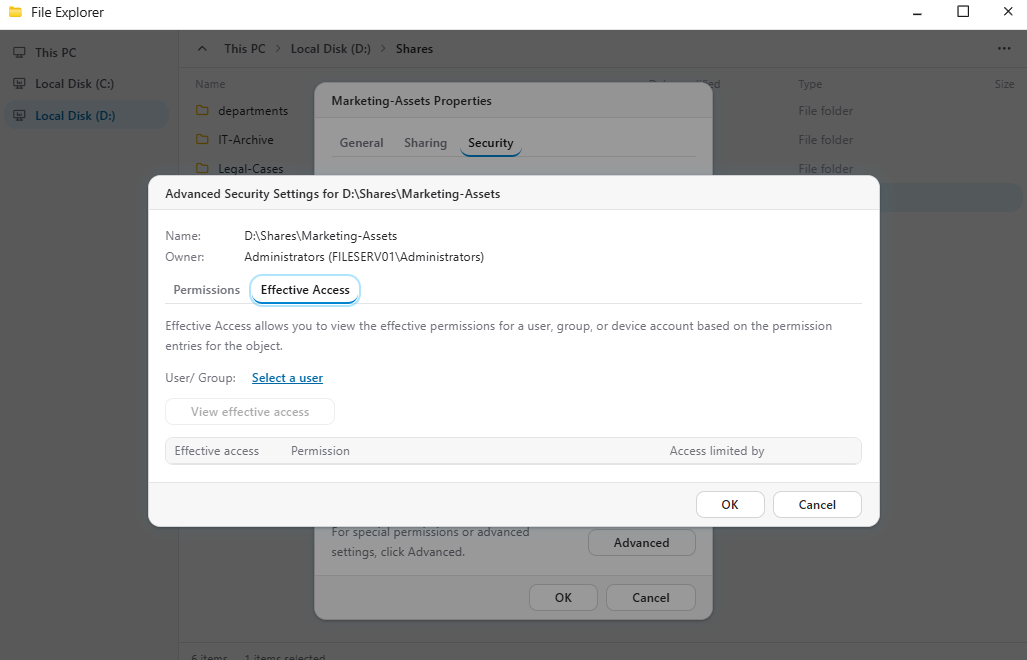 File Explorer
This PC
Local Disk (C:)
Local Disk (D:)
This PC > Local Disk (D:) > Shares
Name Type Size
departments File folder
IT-Archive File folder
Legal-Cases File folder
Marketing-Assets Properties
General Sharing Security
Advanced Security Settings for D:\Shares\Marketing-Assets
Name: D:\Shares\Marketing-Assets
Owner: Administrators (FILESERV01\Administrators)
Permissions Effective Access
Effective Access allows you to view the effective permissions for a user, group, or device account based on the permission
entries for the object.
User/ Group: Select a user
View effective access
Effective access Permission Access limited by
OK Cancel
For special permissions or advanced
settings, click Advanced.
Advanced
OK Cancel
6 items 1 items selected